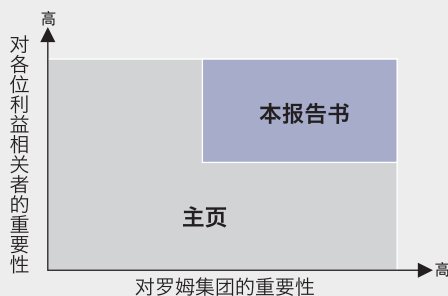 高
对各位利益相关者的重要性
本报告书
主页
高
对罗姆集团的重要性